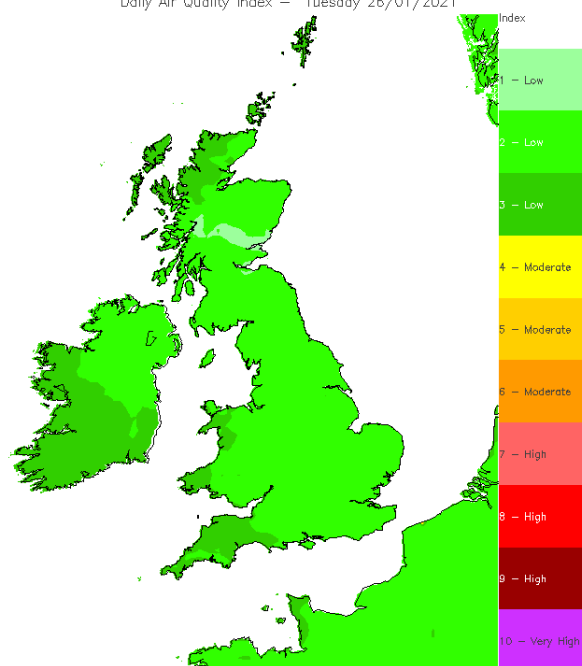 Daily Air Quality Index – Tuesday 26/01/2021
Index
1 – Low
2 – Low
3 – Low
4 – Moderate
5 – Moderate
6 – Moderate
7 – High
8 – High
9 – High
10 – Very High